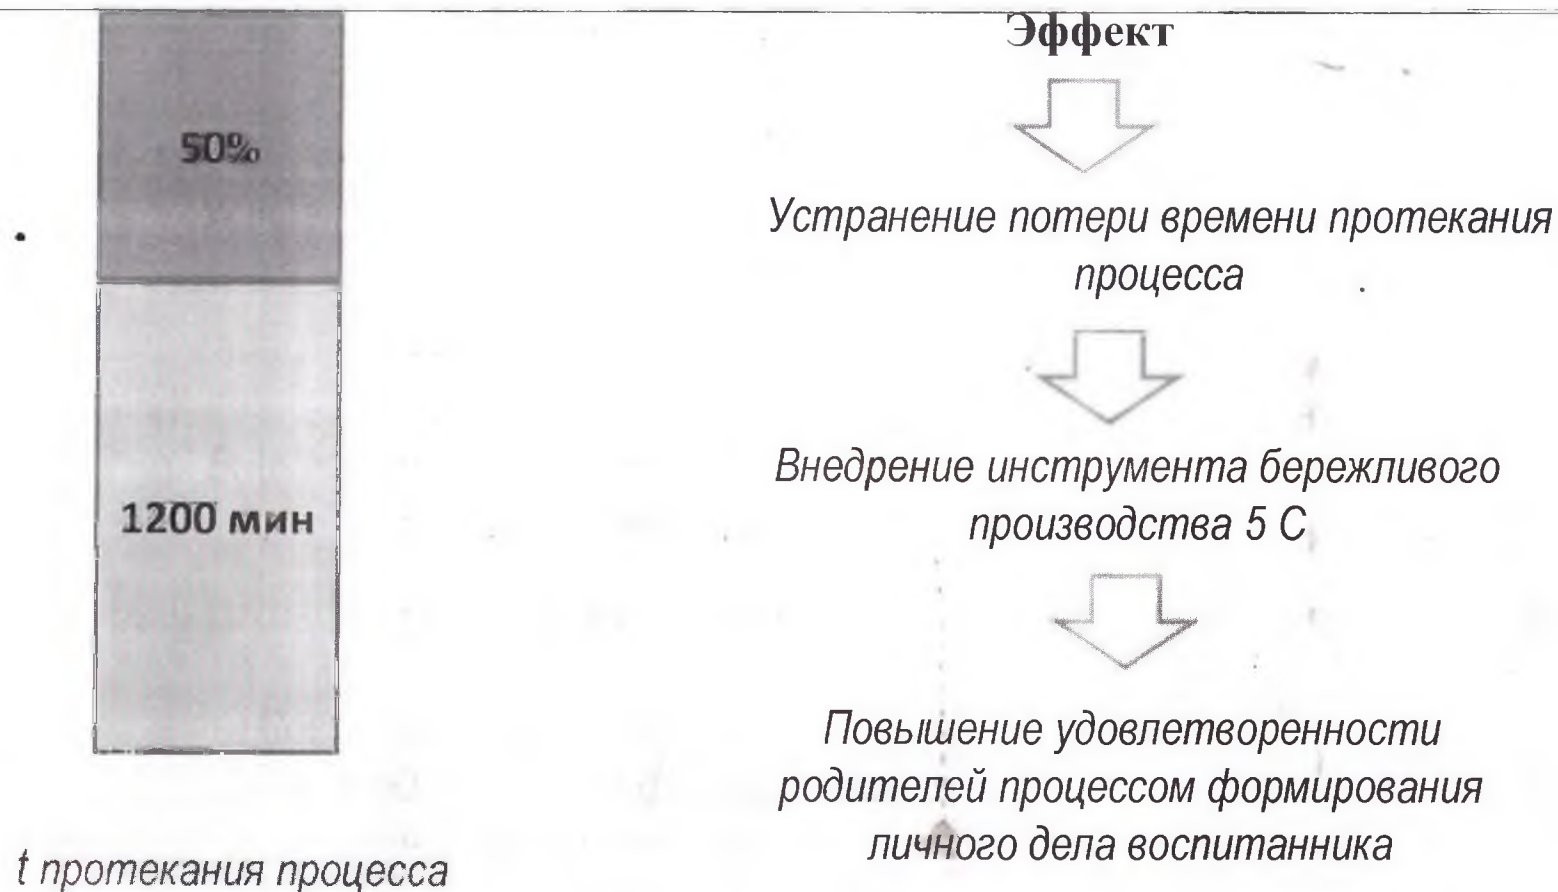 50%
1200 мин
t протекания процесса
Эффект
Устранение потери времени протекания
процесса
Внедрение инструмента бережливого
производства 5 С
Повышение удовлетворенности
родителей процессом формирования
личного дела воспитанника